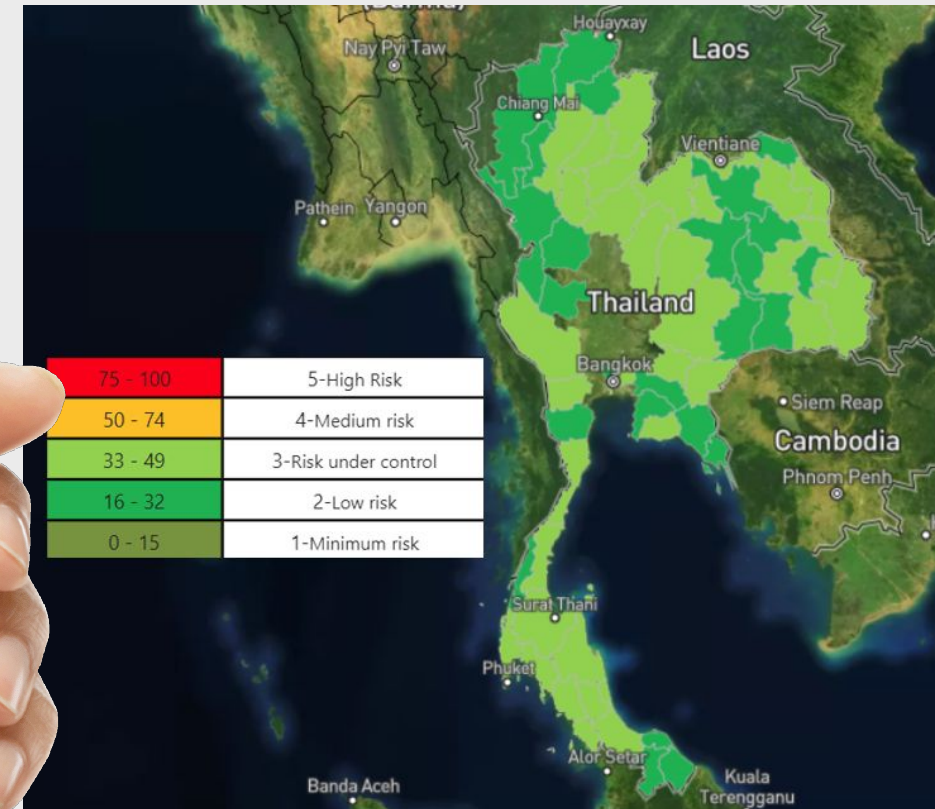 Houayxay
Nay Pyi Taw
Laos
Chiang Mai
Vientiane
Pathein
Yangon
Thailand
Bangkok
75 - 100 5-High Risk
50 - 74 4-Medium risk
33 - 49 3-Risk under control
16 - 32 2-Low risk
0 - 15 1-Minimum risk
Siem Reap
Cambodia
Phnom Penh
Surat Thani
Phuket
Alor Setar
Banda Aceh
Kuala
Terengganu